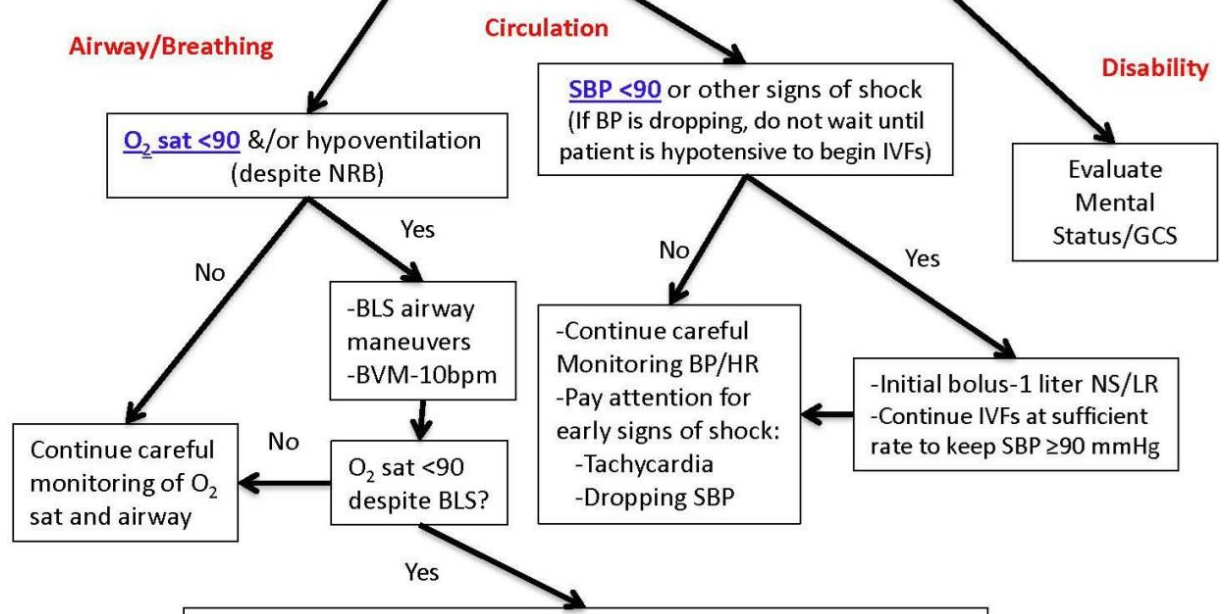 Airway/Breathing
Circulation
Disability
O₂ sat <90 &/or hypoventilation
(despite NRB)
SBP <90 or other signs of shock
(If BP is dropping, do not wait until
patient is hypotensive to begin IVFs)
Evaluate
Mental
Status/GCS
No
Yes
No
Yes
-BLS airway
maneuvers
-BVM-10bpm
-Continue careful
Monitoring BP/HR
-Pay attention for
early signs of shock:
-Tachycardia
-Dropping SBP
-Initial bolus-1 liter NS/LR
-Continue IVFs at sufficient
rate to keep SBP ≥90 mmHg
Continue careful
monitoring of O₂
sat and airway
No
O₂ sat <90
despite BLS?
Yes